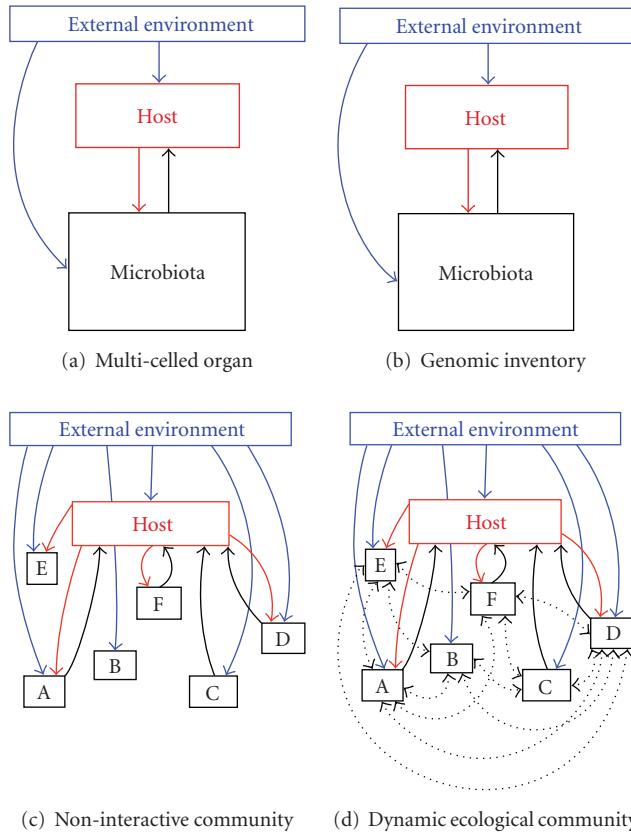 External environment
External environment
Host
Host
Microbiota
Microbiota
(a) Multi-celled organ
(b) Genomic inventory
External environment
External environment
Host
Host
E
F
D
B
A
C
E
F
D
B
A
C
(c) Non-interactive community
(d) Dynamic ecological community